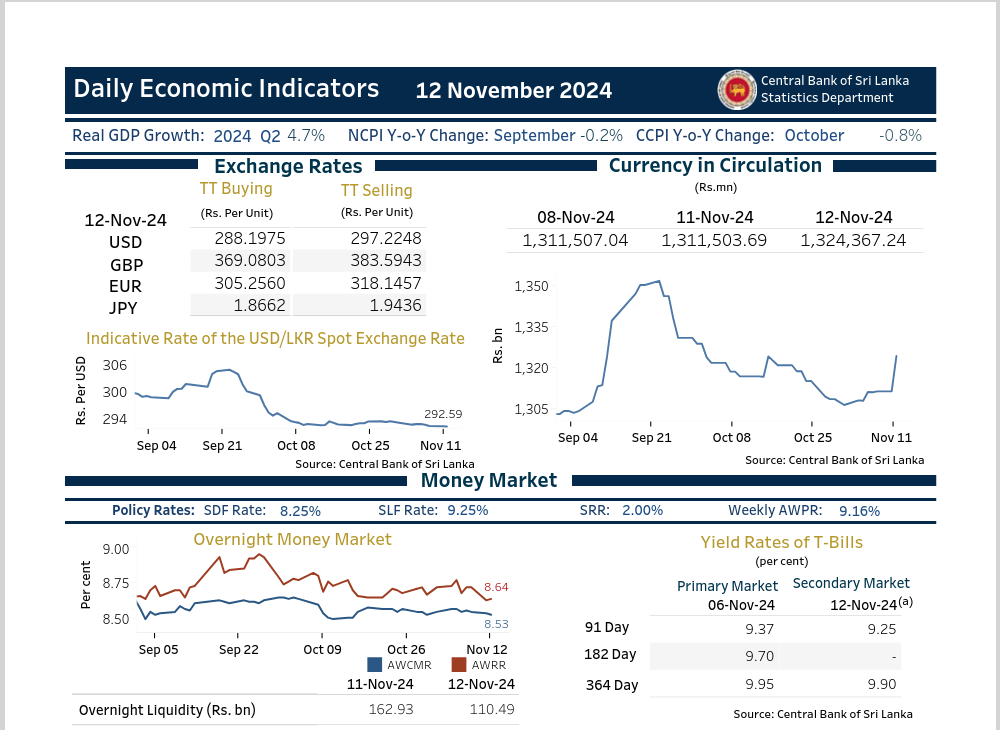 Daily Economic Indicators 12 November 2024
Central Bank of Sri Lanka
Statistics Department
Real GDP Growth: 2024 Q2 4.7% NCPI Y-o-Y Change: September -0.2% CCPI Y-o-Y Change: October -0.8%
Exchange Rates
TT Buying TT Selling
(Rs. Per Unit) (Rs. Per Unit)
12-Nov-24
USD 288.1975 297.2248
GBP 369.0803 383.5943
EUR 305.2560 318.1457
JPY 1.8662 1.9436
Indicative Rate of the USD/LKR Spot Exchange Rate
Rs. Per USD
306
300
294
292.59
Sep 04 Sep 21 Oct 08 Oct 25 Nov 11
Source: Central Bank of Sri Lanka
Currency in Circulation
(Rs.mn)
08-Nov-24 11-Nov-24 12-Nov-24
1,311,507.04 1,311,503.69 1,324,367.24
Rs. bn
1,350
1,335
1,320
1,305
Sep 04 Sep 21 Oct 08 Oct 25 Nov 11
Source: Central Bank of Sri Lanka
Money Market
Policy Rates: SDF Rate: 8.25% SLF Rate: 9.25% SRR: 2.00% Weekly AWPR: 9.16%
Overnight Money Market
Per cent
9.00
8.75
8.50
8.64
8.53
Sep 05 Sep 22 Oct 09 Oct 26 Nov 12
AWCMR AWRR
11-Nov-24 12-Nov-24
Overnight Liquidity (Rs. bn) 162.93 110.49
Yield Rates of T-Bills
(per cent)
Primary Market Secondary Market
06-Nov-24 12-Nov-24(a)
91 Day 9.37 9.25
182 Day 9.70 -
364 Day 9.95 9.90
Source: Central Bank of Sri Lanka